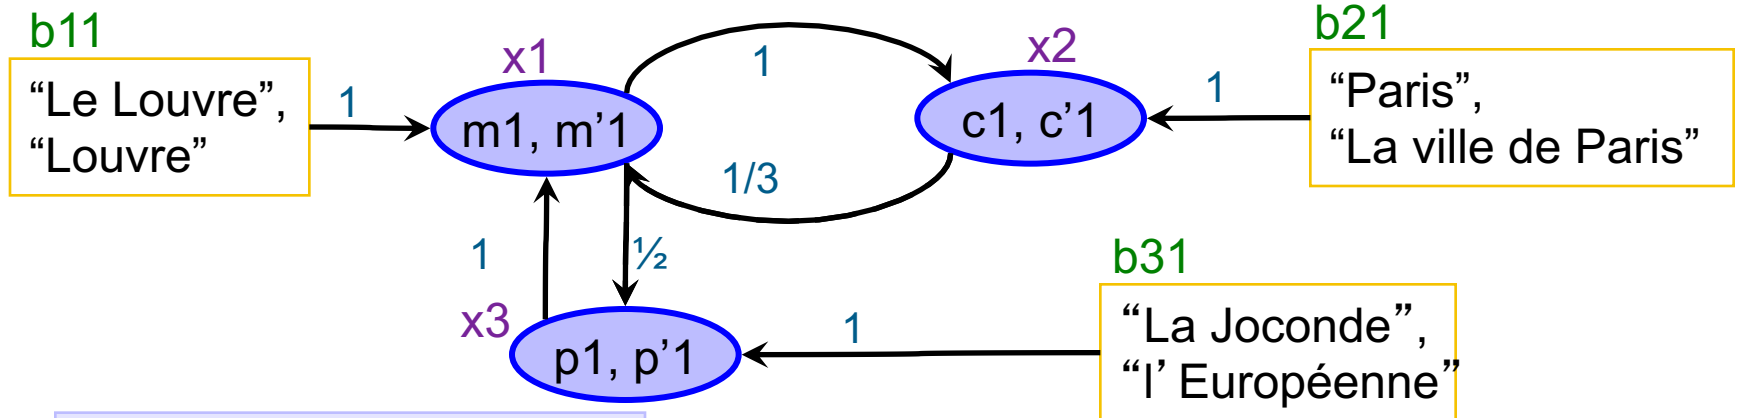 b11
“Le Louvre”,
“Louvre”
1
x1
m1, m’1
1
x2
c1, c’1
1
b21
“Paris”,
“La ville de Paris”
1/3
1
½
x3
p1, p’1
1
b31
“La Joconde”,
“l’ Européenne”